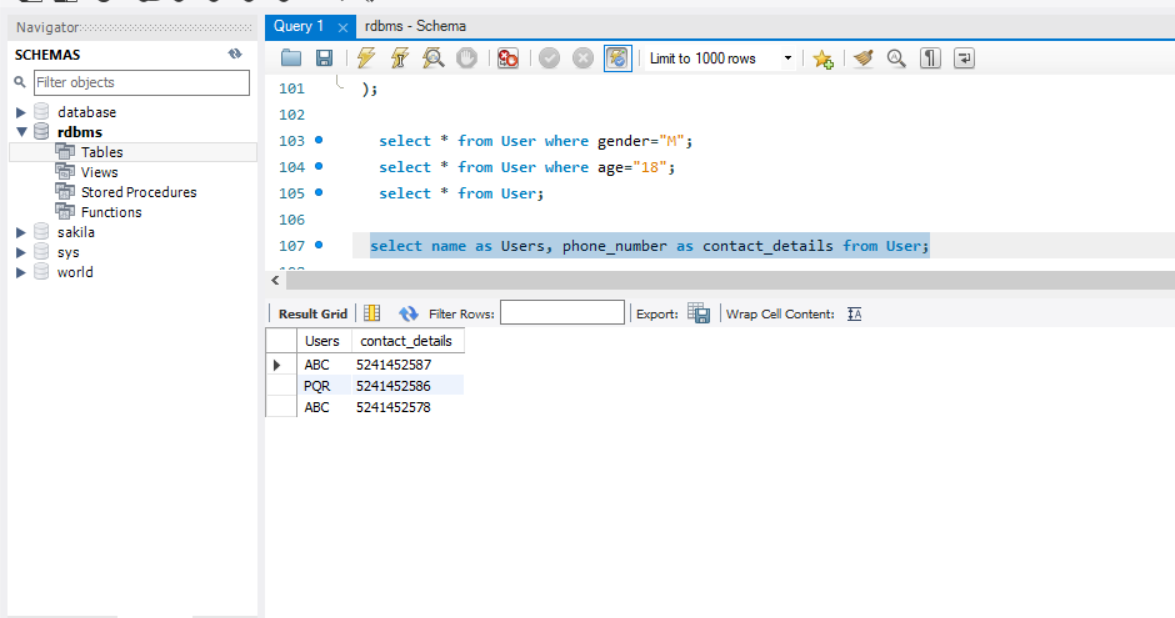 Navigator
SCHEMAS
Filter objects
database
rdbms
Tables
Views
Stored Procedures
Functions
sakila
sys
world
Query 1
rdbms - Schema
Limit to 1000 rows
101 );
102
103 select * from User where gender="M";
104 select * from User where age="18";
105 select * from User;
106
107 select name as Users, phone_number as contact_details from User;
Result Grid Filter Rows: Export: Wrap Cell Content:
Users contact_details
ABC 5241452587
PQR 5241452586
ABC 5241452578